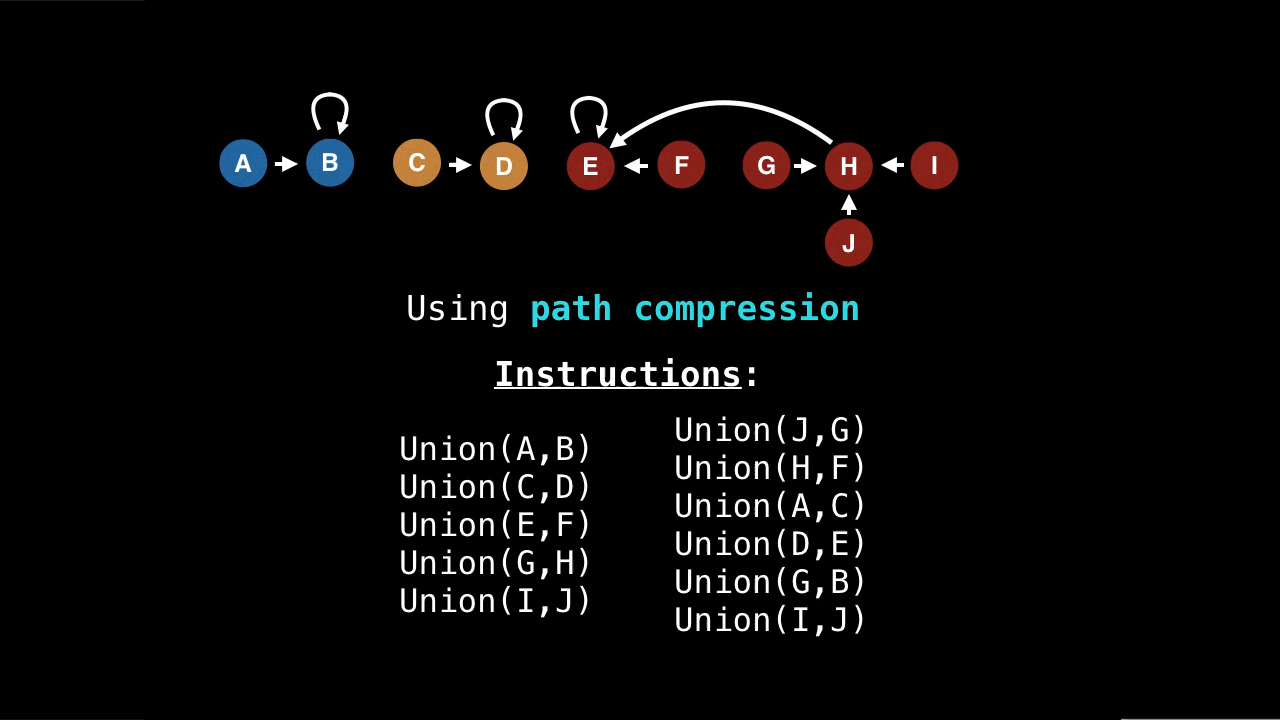 A B C D E F G H I
J
Using path compression
Instructions:
Union(A,B)
Union(C,D)
Union(E,F)
Union(G,H)
Union(I,J)
Union(J,G)
Union(H,F)
Union(A,C)
Union(D,E)
Union(G,B)
Union(I,J)